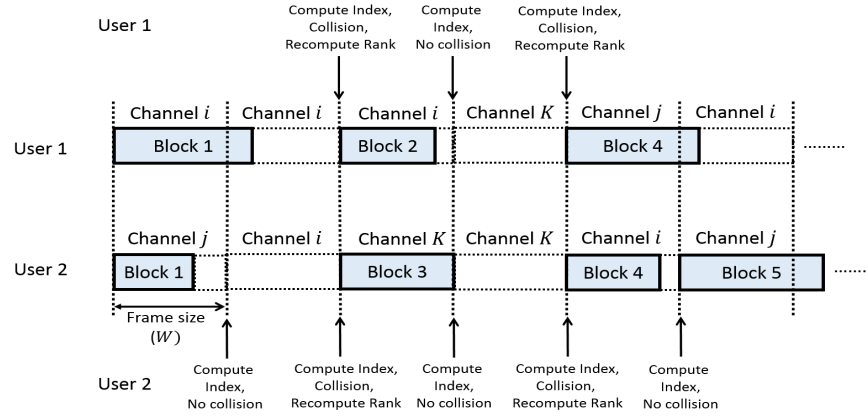 User 1
Compute Index,
Collision,
Recompute Rank
Compute
Index,
No collision
Compute Index,
Collision,
Recompute Rank
Channel i
Channel i
Channel i
Channel K
Channel j
Channel i
User 1
Block 1
Block 2
Block 4
........
Channel j
Channel i
Channel K
Channel K
Channel i
Channel j
User 2
Block 1
Block 3
Block 4
Block 5
........
Frame size
(W)
User 2
Compute
Index,
No collision
Compute Index,
Collision,
Recompute Rank
Compute
Index,
No collision
Compute Index,
Collision,
Recompute Rank
Compute
Index,
No collision